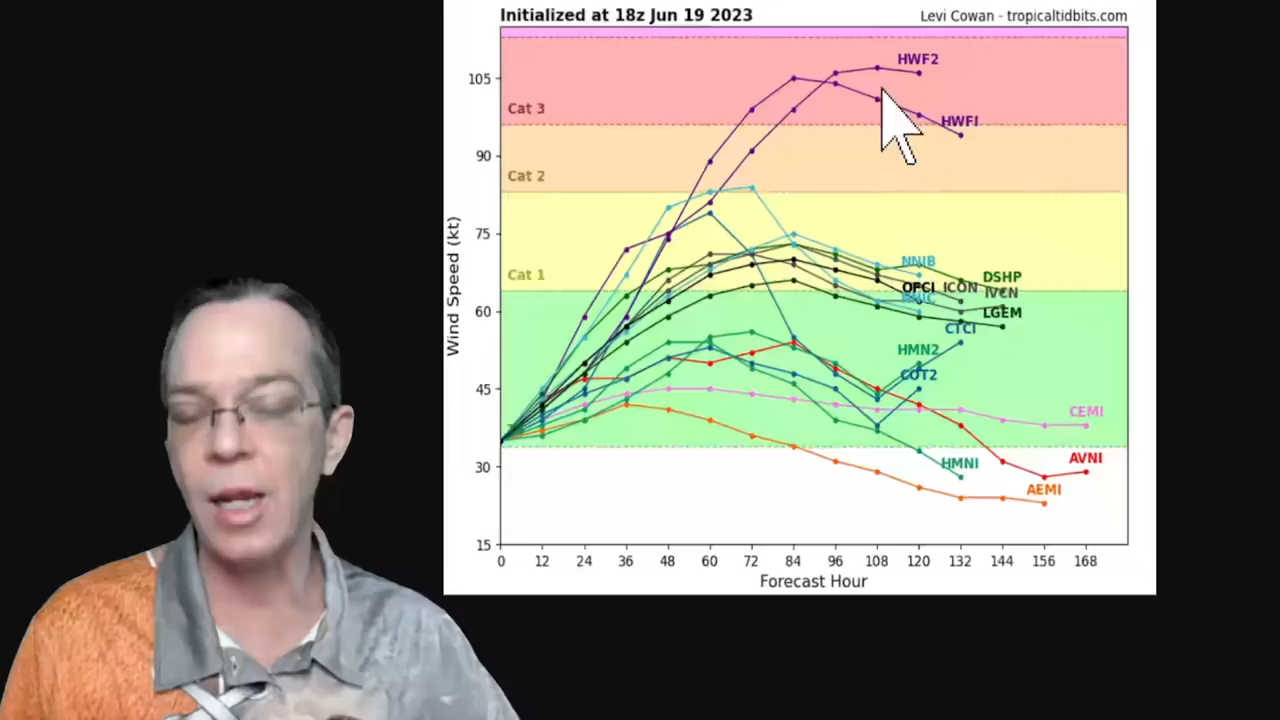 Initialized at 18z Jun 19 2023
Levi Cowan - tropicaltidbits.com
HWF2
105
Cat 3
HWFI
90
Cat 2
75
NNIB
Cat 1
DSHP
OFCI ICON IVCN
NNIC
60
LGEM
CTCI
HMN2
COT2
45
CEMI
AVNI
30
HMNI
AEMI
15
Wind Speed (kt)
0 12 24 36 48 60 72 84 96 108 120 132 144 156 168
Forecast Hour